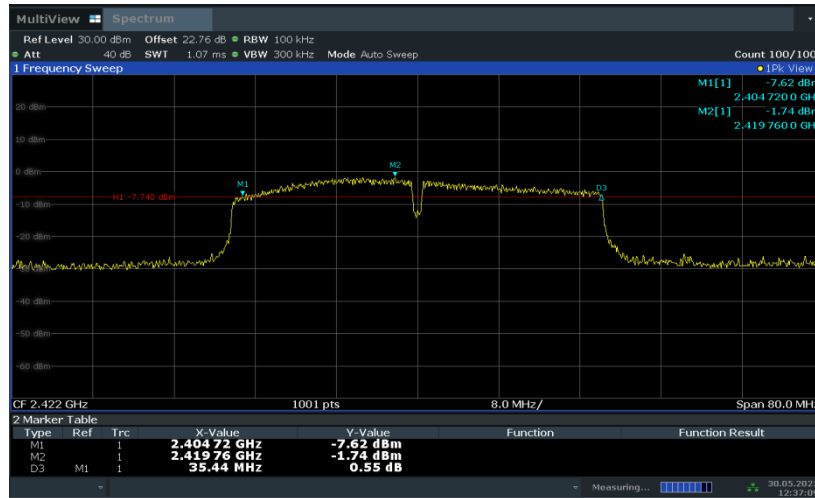 MultiView Spectrum
Ref Level 30.00 dBm Offset 22.76 dB RBW 100 kHz
Att 40 dB SWT 1.07 ms VBW 300 kHz Mode Auto Sweep Count 100/100
1 Frequency Sweep 1Pk View
M1[1] -7.62 dBm
2.404 720 0 GH
M2[1] -1.74 dBm
2.419 760 0 GH
20 dBm
10 dBm
M2
0 dBm
M1 D3
H1 -7.740 dBm
-10 dBm
-20 dBm
-40 dBm
-50 dBm
-60 dBm
CF 2.422 GHz 1001 pts 8.0 MHz/ Span 80.0 MHz
2 Marker Table
Type Ref Trc X-Value Y-Value Function Function Result
M1 1 2.404 72 GHz -7.62 dBm
M2 1 2.419 76 GHz -1.74 dBm
D3 M1 1 35.44 MHz 0.55 dB
Measuring... 30.05.202
12:37:0